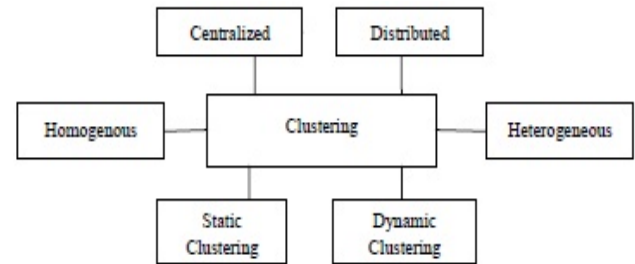 Centralized
Distributed
Homogenous
Clustering
Heterogeneous
Static
Clustering
Dynamic
Clustering